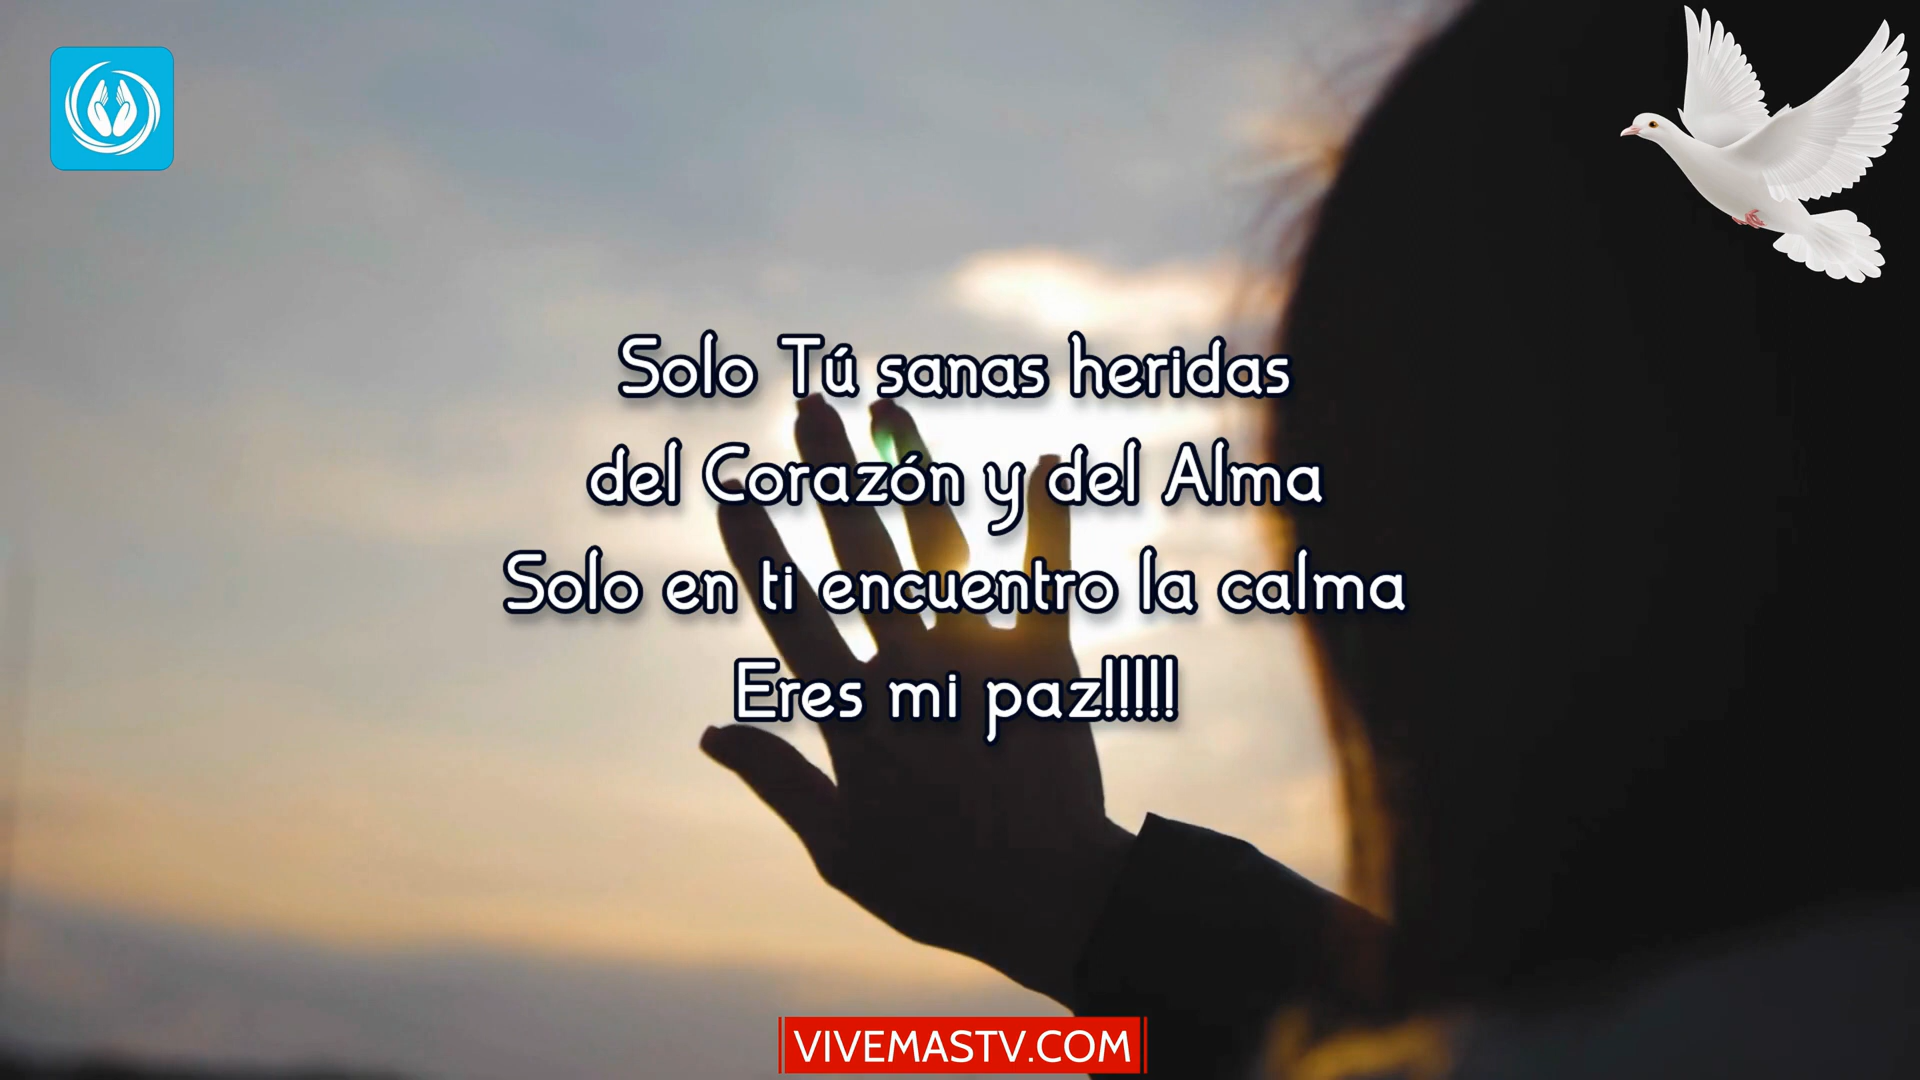 Solo Tú sanas heridas
del Corazón y del Alma
Solo en ti encuentro la calma
Eres mi paz!!!!!
VIVEMASTV.COM